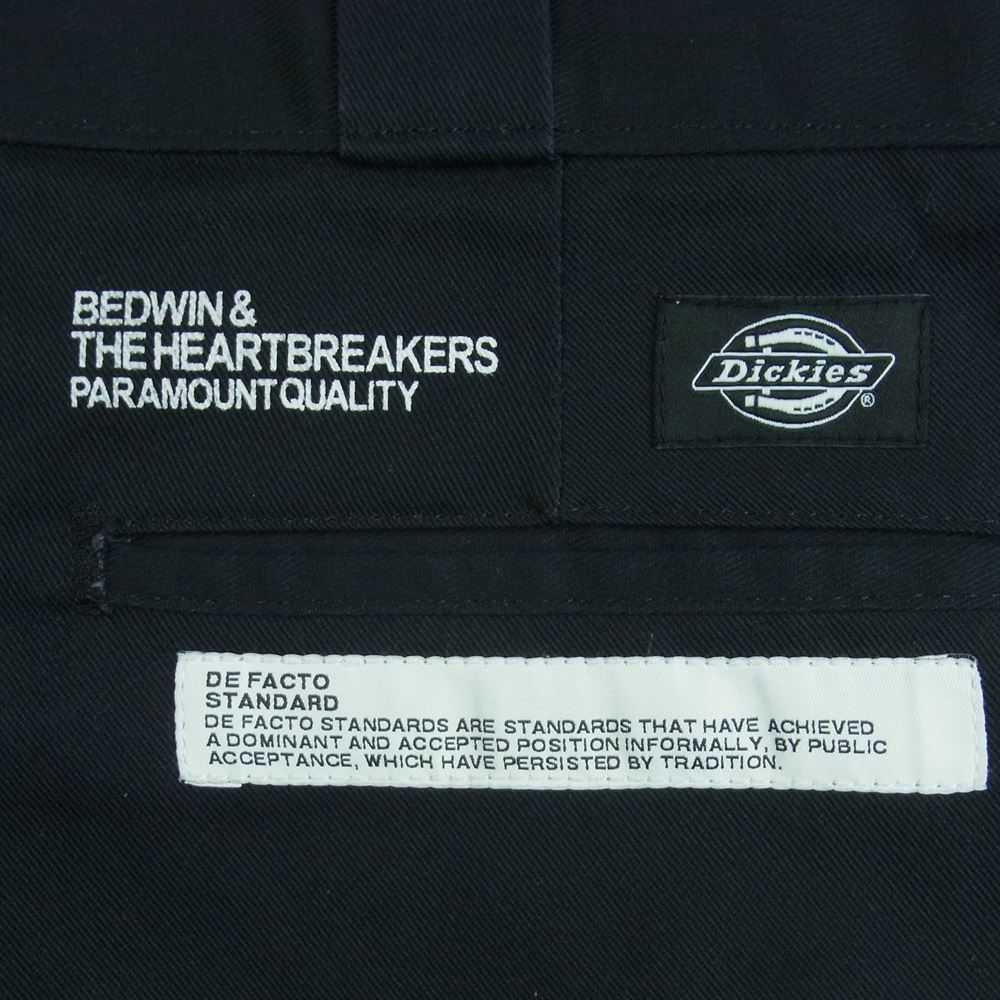 BEDWIN &
THE HEARTBREAKERS
PARAMOUNT QUALITY
Dickies®
DE FACTO
STANDARD
DE FACTO STANDARDS ARE STANDARDS THAT HAVE ACHIEVED
A DOMINANT AND ACCEPTED POSITION INFORMALLY, BY PUBLIC
ACCEPTANCE, WHICH HAVE PERSISTED BY TRADITION.